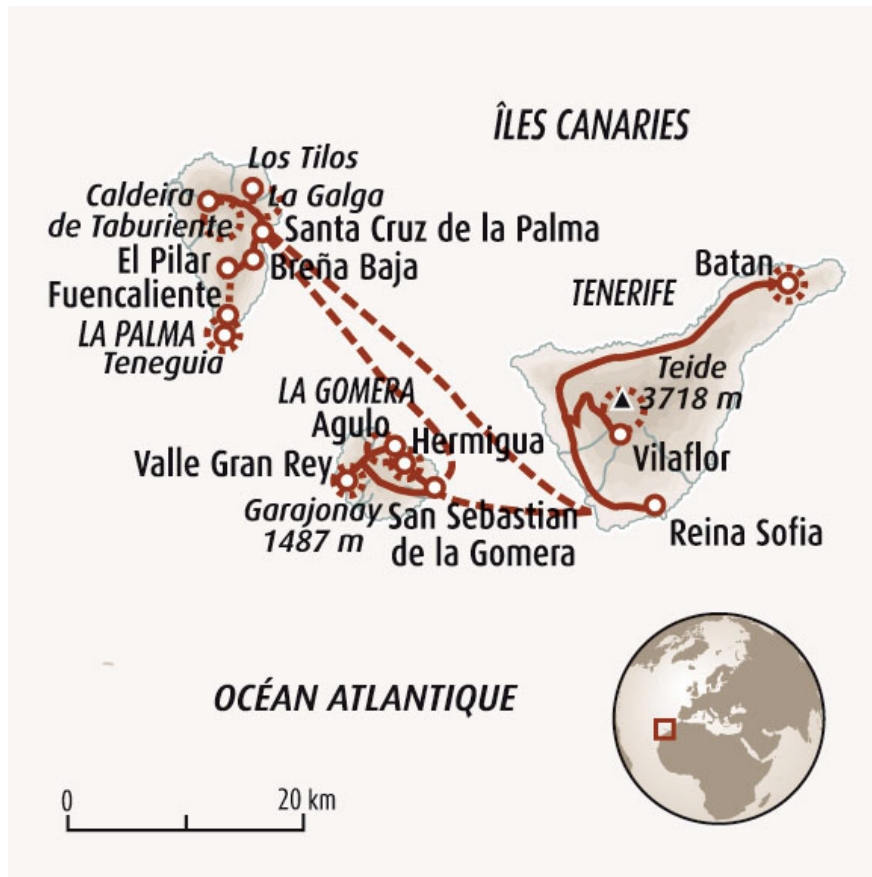 ÎLES CANARIES
Los Tilos
Caldeira
de Taburiente
La Galga
Santa Cruz de la Palma
El Pilar
Breña Baja
Fuencaliente
LA PALMA
Teneguia
Batan
TENERIFE
Teide
3718 m
LA GOMERA
Agulo
Hermigua
Valle Gran Rey
Vilaflor
Garajonay
1487 m
San Sebastian
de la Gomera
Reina Sofia
OCÉAN ATLANTIQUE
0 20 km